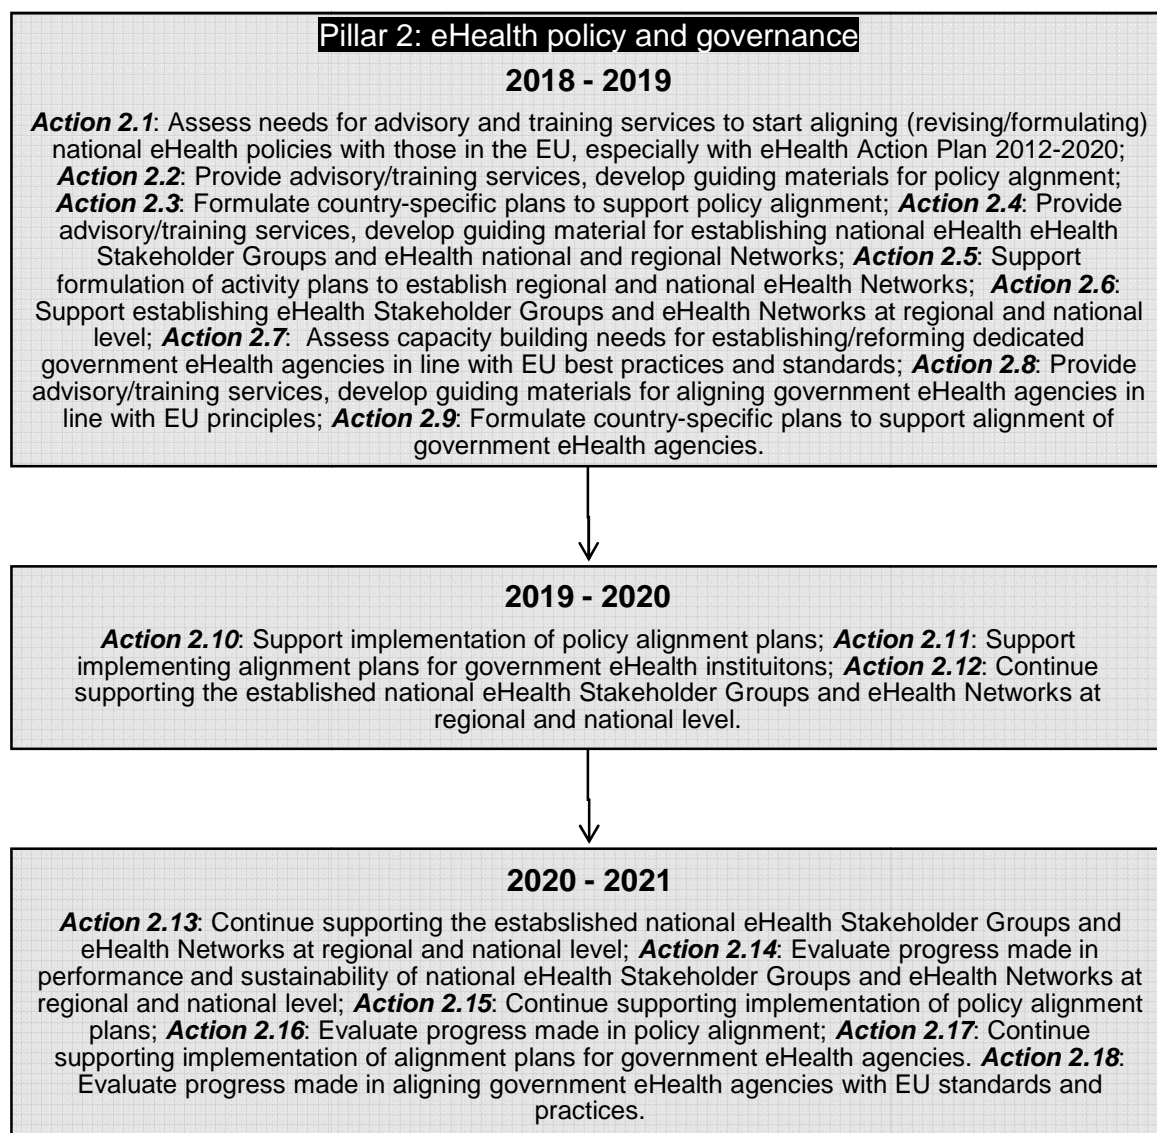 Pillar 2: eHealth policy and governance
2018 - 2019
Action 2.1: Assess needs for advisory and training services to start aligning (revising/formulating)
national eHealth policies with those in the EU, especially with eHealth Action Plan 2012-2020;
Action 2.2: Provide advisory/training services, develop guiding materials for policy algnment;
Action 2.3: Formulate country-specific plans to support policy alignment; Action 2.4: Provide
advisory/training services, develop guiding material for establishing national eHealth eHealth
Stakeholder Groups and eHealth national and regional Networks; Action 2.5: Support
formulation of activity plans to establish regional and national eHealth Networks; Action 2.6:
Support establishing eHealth Stakeholder Groups and eHealth Networks at regional and national
level; Action 2.7: Assess capacity building needs for establishing/reforming dedicated
government eHealth agencies in line with EU best practices and standards; Action 2.8: Provide
advisory/training services, develop guiding materials for aligning government eHealth agencies in
line with EU principles; Action 2.9: Formulate country-specific plans to support alignment of
government eHealth agencies.
2019 - 2020
Action 2.10: Support implementation of policy alignment plans; Action 2.11: Support
implementing alignment plans for government eHealth instituitons; Action 2.12: Continue
supporting the established national eHealth Stakeholder Groups and eHealth Networks at
regional and national level.
2020 - 2021
Action 2.13: Continue supporting the estabslished national eHealth Stakeholder Groups and
eHealth Networks at regional and national level; Action 2.14: Evaluate progress made in
performance and sustainability of national eHealth Stakeholder Groups and eHealth Networks at
regional and national level; Action 2.15: Continue supporting implementation of policy alignment
plans; Action 2.16: Evaluate progress made in policy alignment; Action 2.17: Continue
supporting implementation of alignment plans for government eHealth agencies. Action 2.18:
Evaluate progress made in aligning government eHealth agencies with EU standards and
practices.